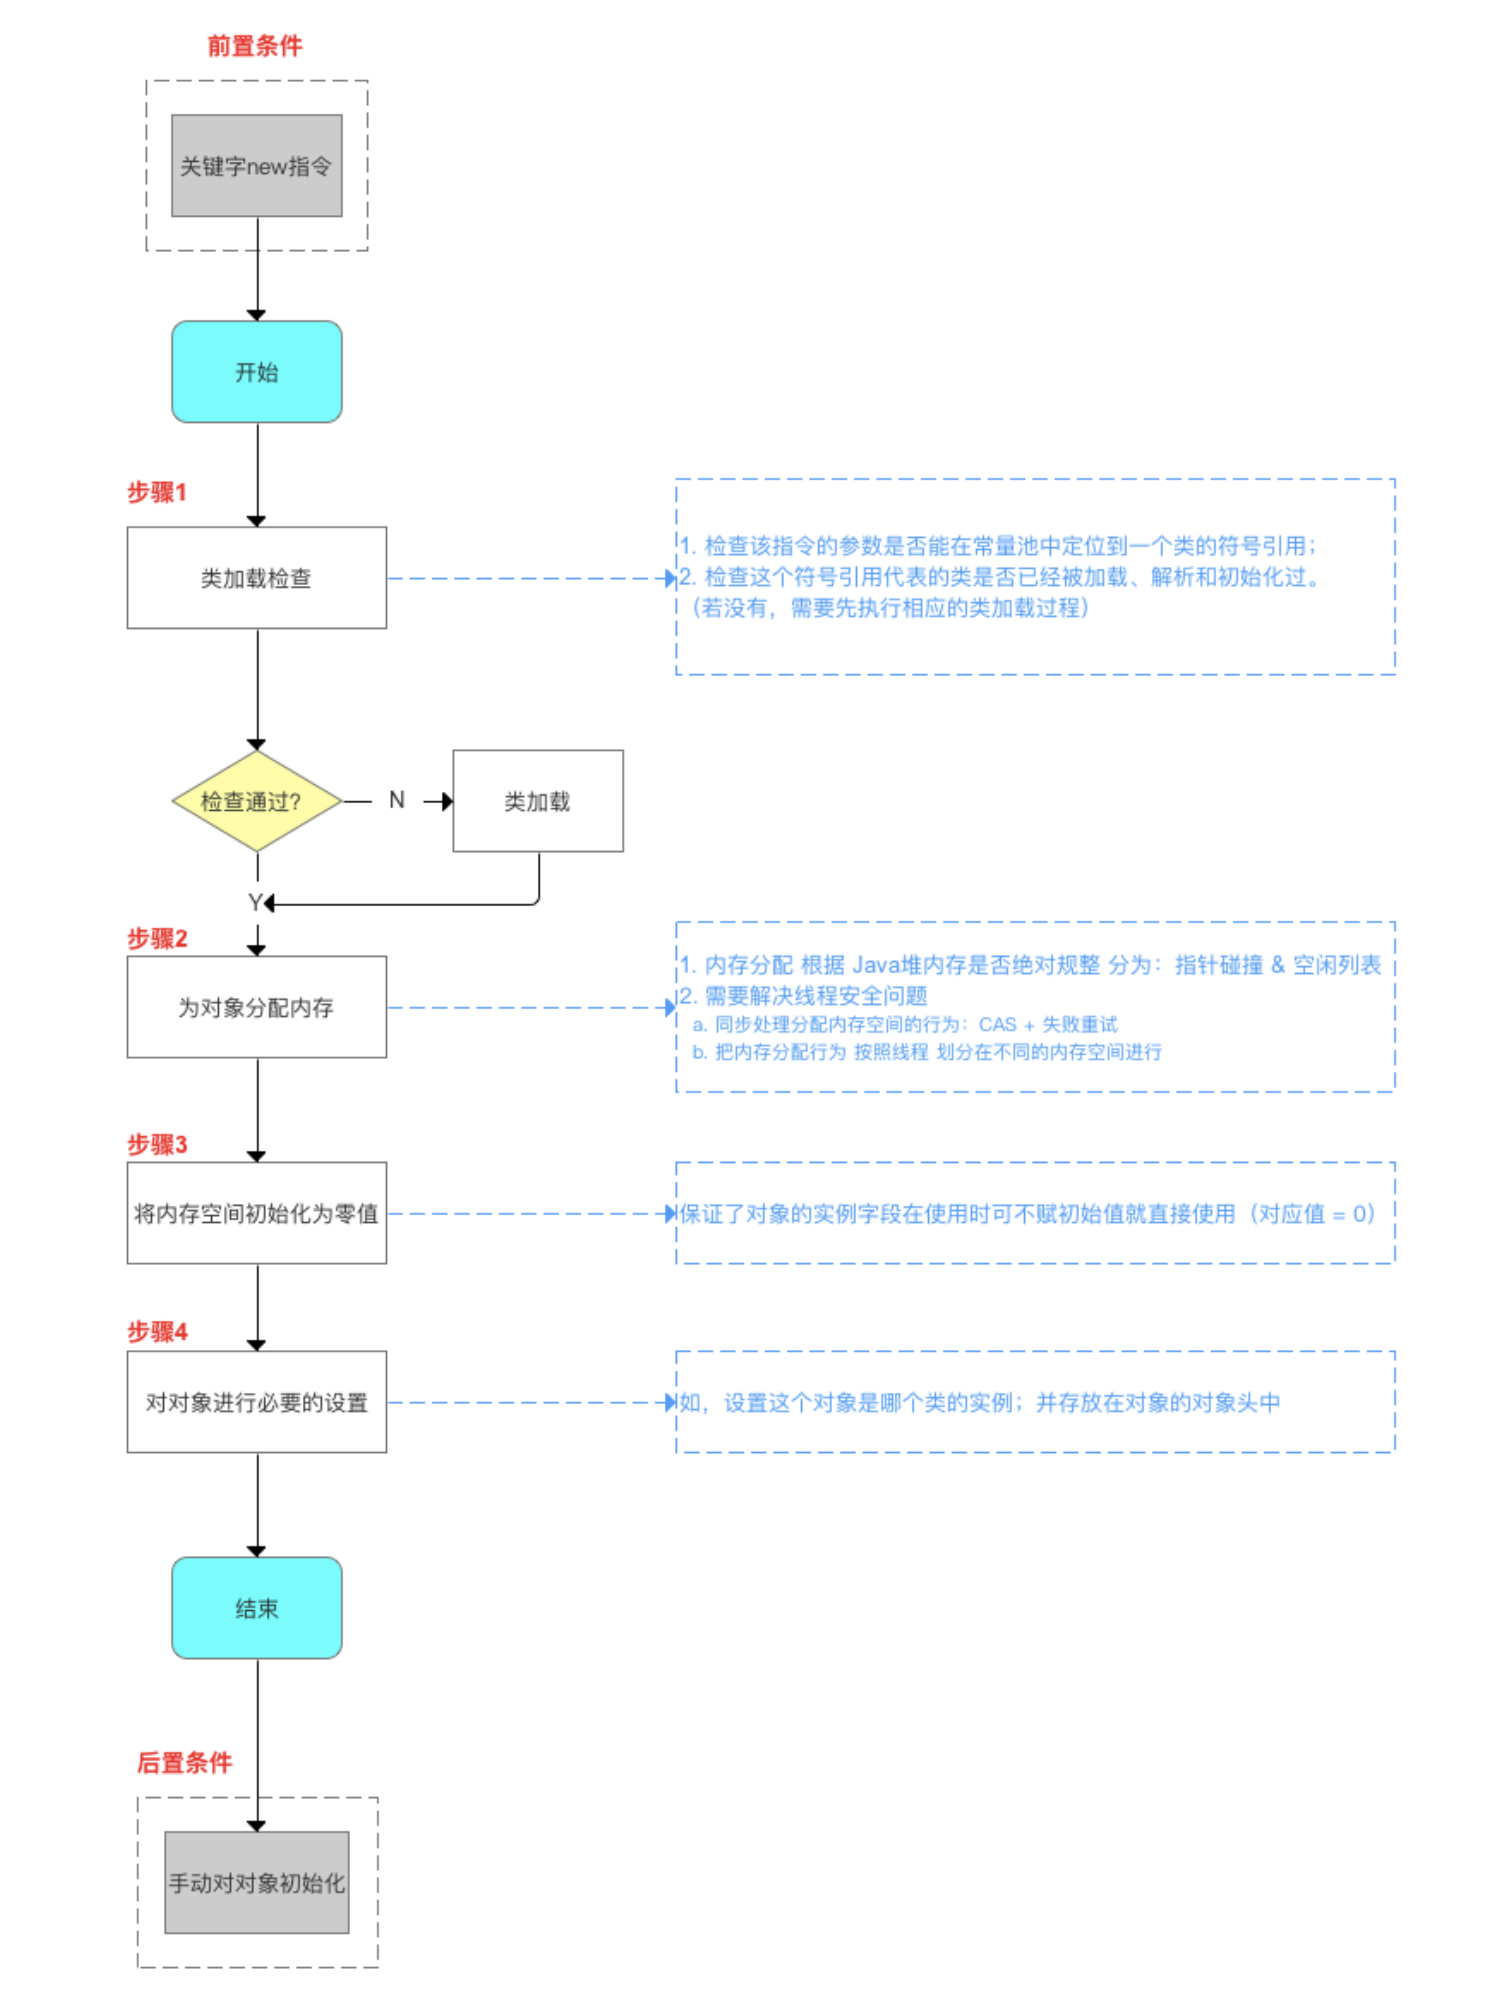 前置条件
关键字new指令
开始
步骤1
类加载检查
1. 检查该指令的参数是否能在常量池中定位到一个类的符号引用；
2. 检查这个符号引用代表的类是否已经被加载、解析和初始化过。
（若没有，需要先执行相应的类加载过程）
检查通过？
N
类加载
Y
步骤2
为对象分配内存
1. 内存分配 根据 Java堆内存是否绝对规整 分为：指针碰撞 & 空闲列表
2. 需要解决线程安全问题
a. 同步处理分配内存空间的行为：CAS + 失败重试
b. 把内存分配行为 按照线程 划分在不同的内存空间进行
步骤3
将内存空间初始化为零值
保证了对象的实例字段在使用时可不赋初始值就直接使用（对应值 = 0）
步骤4
对对象进行必要的设置
如，设置这个对象是哪个类的实例；并存放在对象的对象头中
结束
后置条件
手动对对象初始化